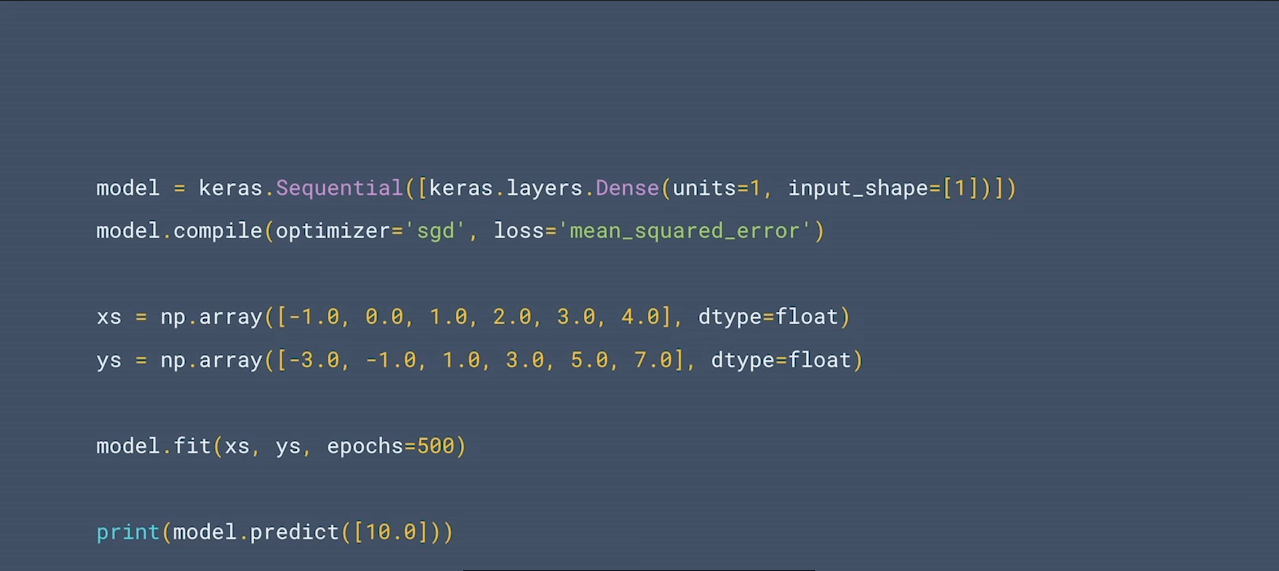 model = keras.Sequential([keras.layers.Dense(units=1, input_shape=[1])])
model.compile(optimizer='sgd', loss='mean_squared_error')
xs = np.array([-1.0, 0.0, 1.0, 2.0, 3.0, 4.0], dtype=float)
ys = np.array([-3.0, -1.0, 1.0, 3.0, 5.0, 7.0], dtype=float)
model.fit(xs, ys, epochs=500)
print(model.predict([10.0]))